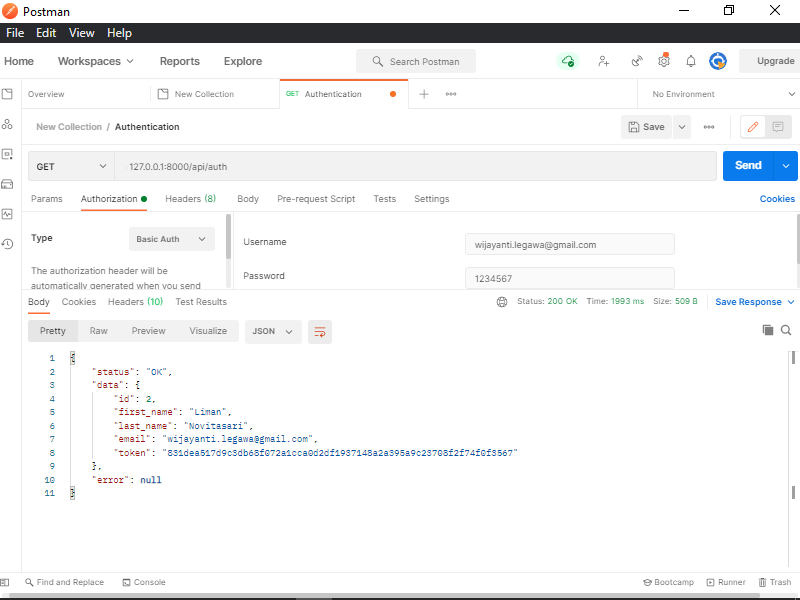 Postman
File Edit View Help
Home Workspaces Reports Explore Search Postman Upgrade
Overview New Collection GET Authentication No Environment
New Collection / Authentication Save
GET 127.0.0.1:8000/api/auth Send
Params Authorization Headers (8) Body Pre-request Script Tests Settings Cookies
Type Basic Auth
The authorization header will be
automatically generated when you send
Username wijayanti.legawa@gmail.com
Password 1234567
Body Cookies Headers (10) Test Results Status: 200 OK Time: 1993 ms Size: 509 B Save Response
Pretty Raw Preview Visualize JSON
1 {
2 "status": "OK",
3 "data": {
4 "id": 2,
5 "first_name": "Liman",
6 "last_name": "Novitasari",
7 "email": "wijayanti.legawa@gmail.com",
8 "token": "831dea517d9c3db68f072a1cca0d2df1937148a2a395a9c23708f2f74f0f3567"
9 },
10 "error": null
11 }
Find and Replace Console Bootcamp Runner Trash